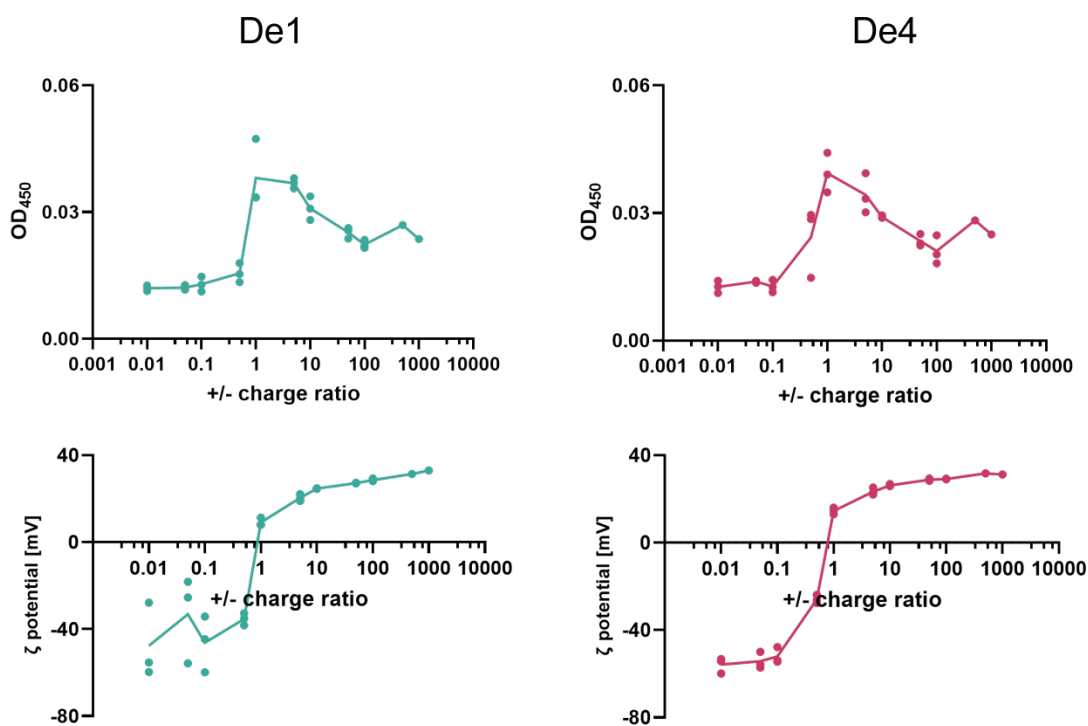 De1
De4
0.06
0.03
0.00
OD450
0.001 0.01 0.1 1 10 100 1000 10000
+/- charge ratio
0.06
0.03
0.00
OD450
0.001 0.01 0.1 1 10 100 1000 10000
+/- charge ratio
40
0
-40
-80
ζ potential [mV]
0.01 0.1 1 10 100 1000 10000
+/- charge ratio
40
0
-40
-80
ζ potential [mV]
0.01 0.1 1 10 100 1000 10000
+/- charge ratio